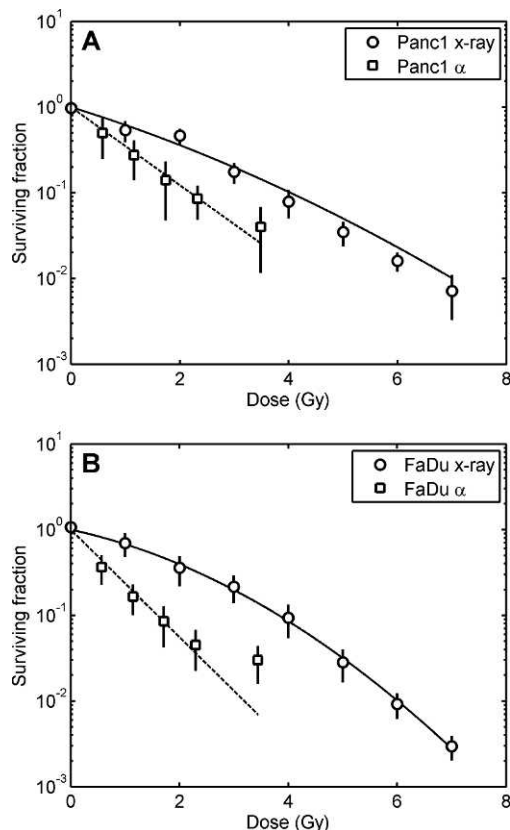 A
Panc1 x-ray
Panc1 α
10^1
10^0
10^-1
10^-2
10^-3
Surviving fraction
0 2 4 6 8
Dose (Gy)
B
FaDu x-ray
FaDu α
10^1
10^0
10^-1
10^-2
10^-3
Surviving fraction
0 2 4 6 8
Dose (Gy)